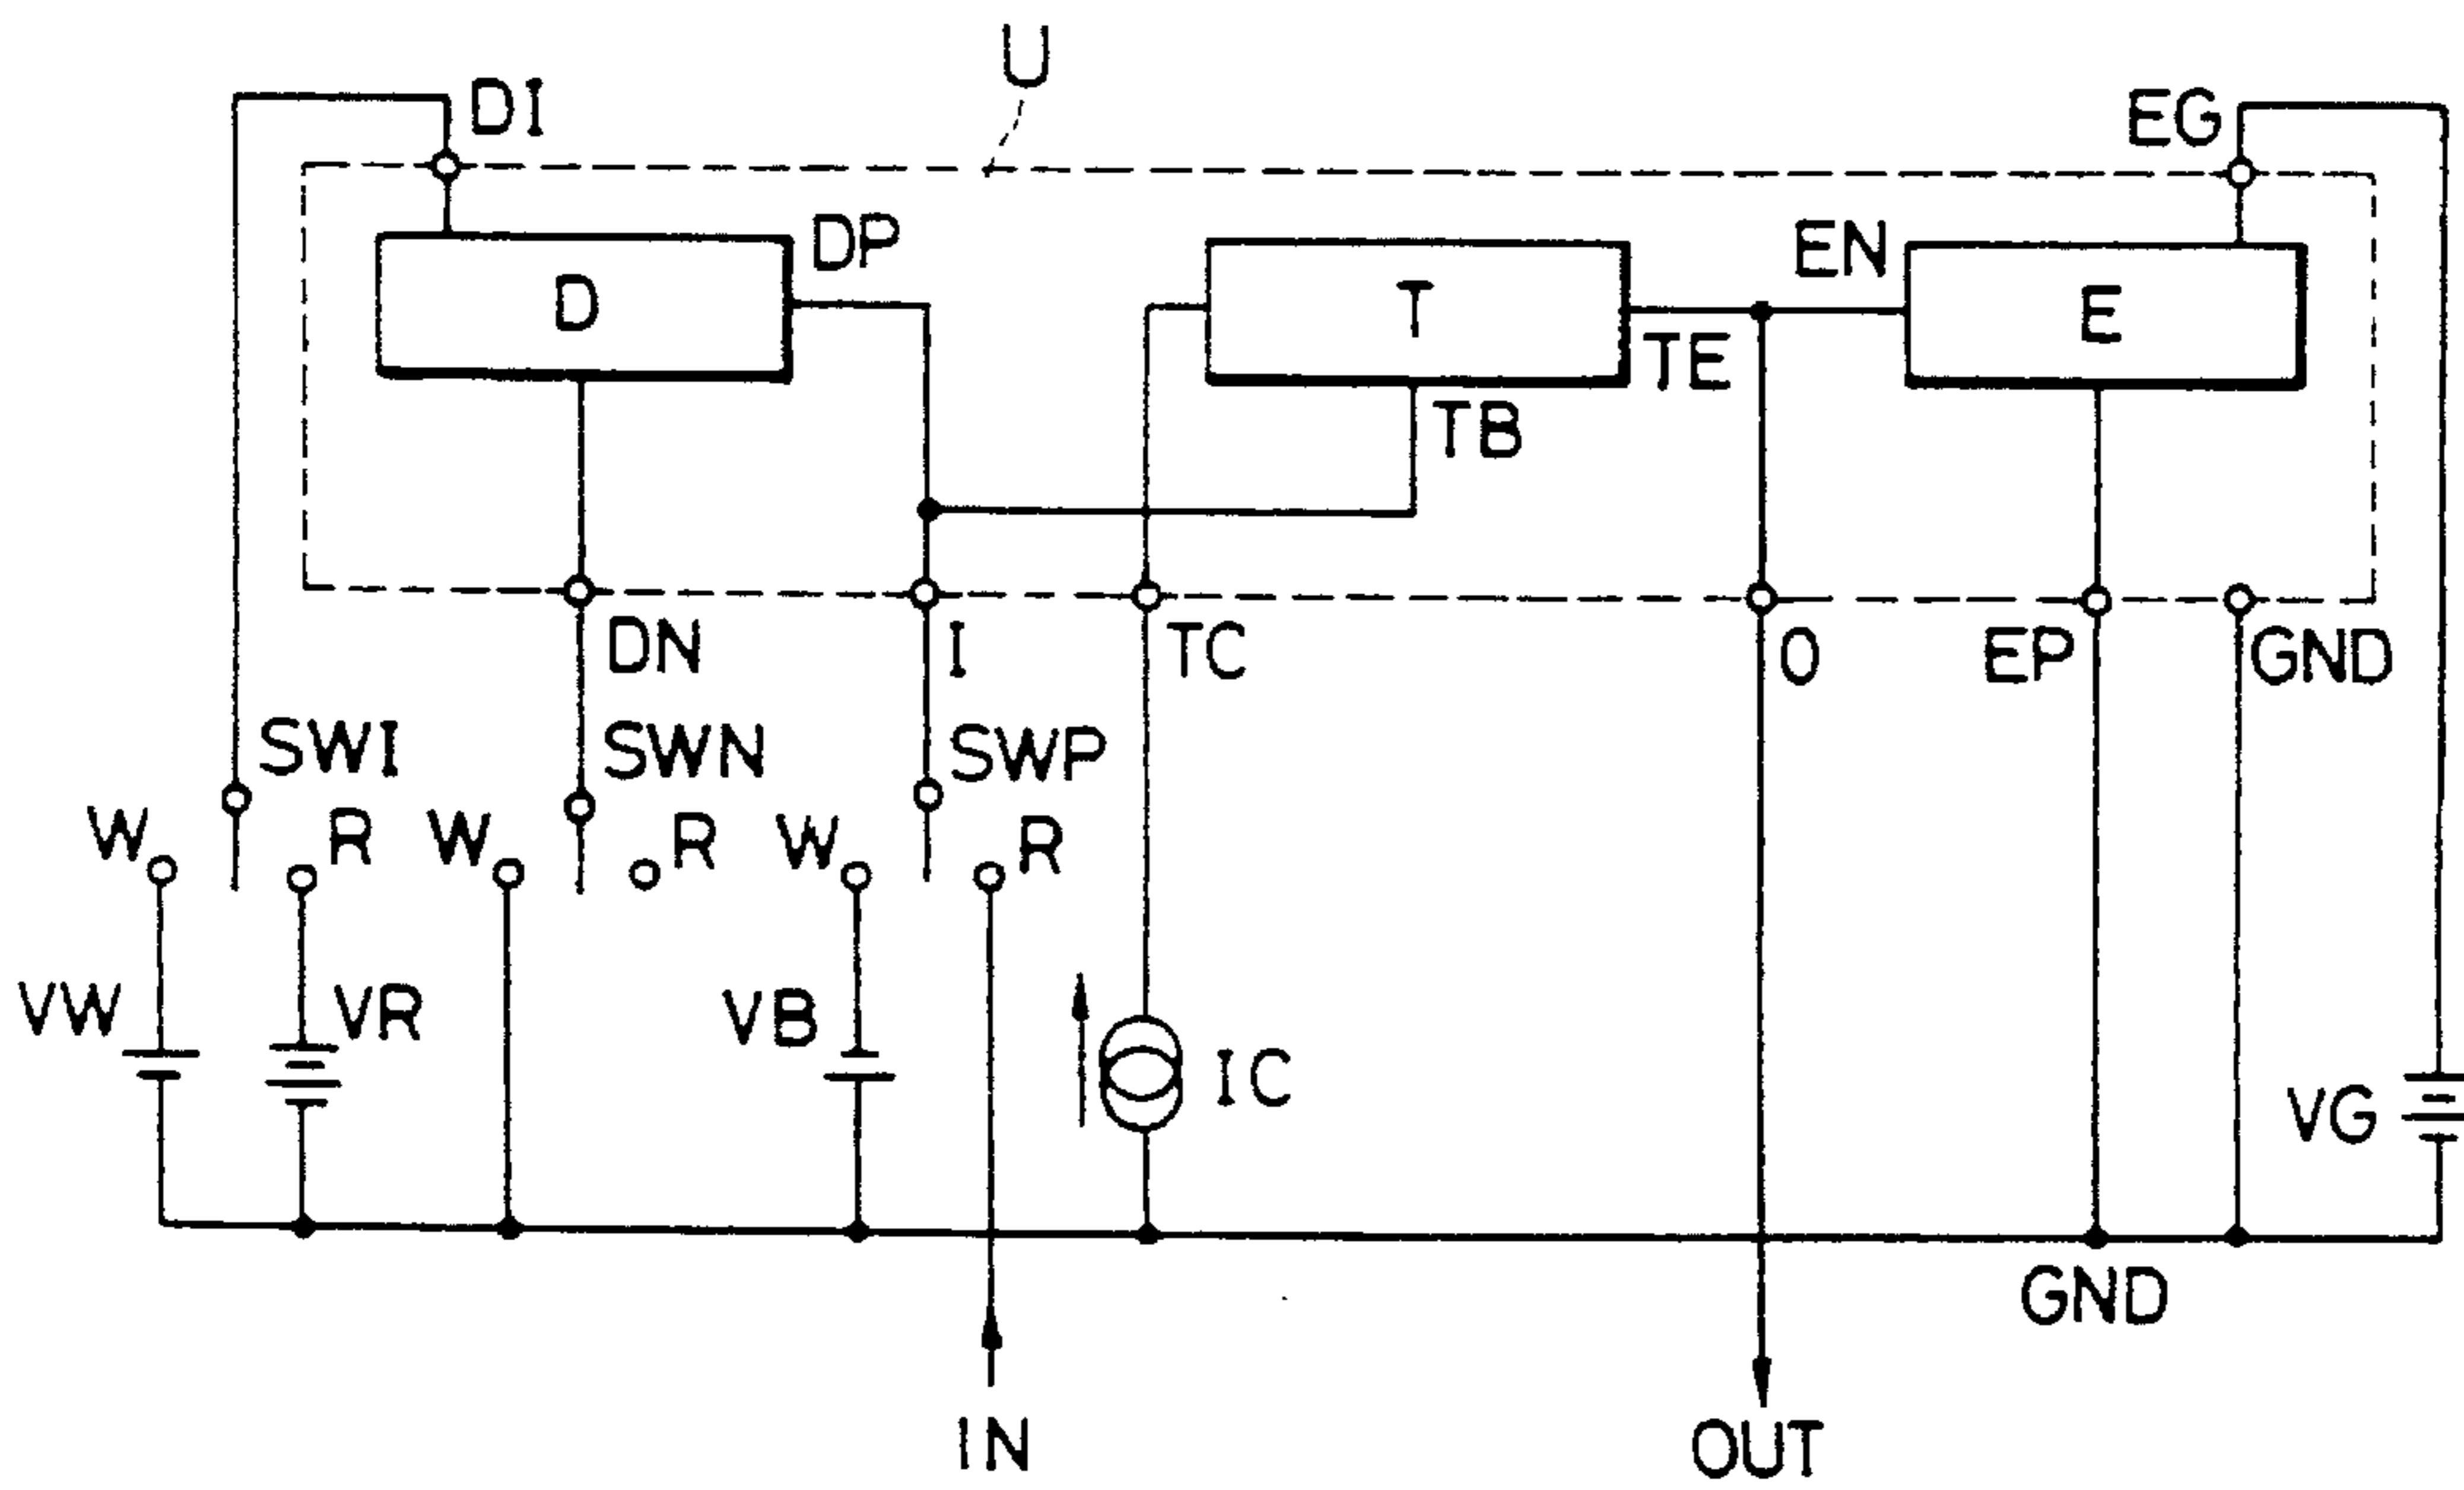 U
DI
EG
DP
EN
D
T
E
TE
TB
DN
I
TC
O
EP
GND
SWI
SWN
SWP
W
R
W
R
W
R
VW
VR
VB
IC
VG
GND
IN
OUT